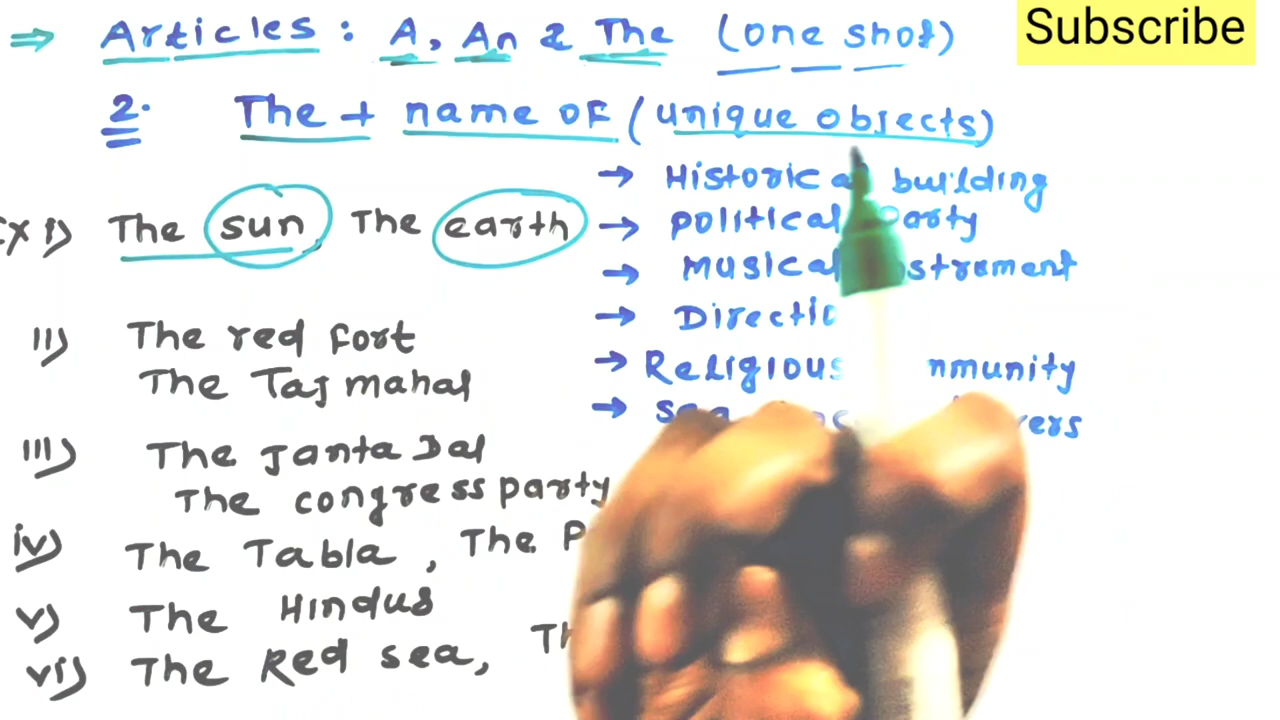 ⇒ Articles: A, An & The (one shot)
Subscribe
2. The + name of (unique objects)
→ Historical building
Ex i) The sun The earth
→ political party
→ Musical
→ 
ii) The red fort
The Taj mahal
→ Religious
→ sea
iii) The Janta Dal
The congress party
iv) The Tabla, The
v) The Hindus
vi) The Red sea,